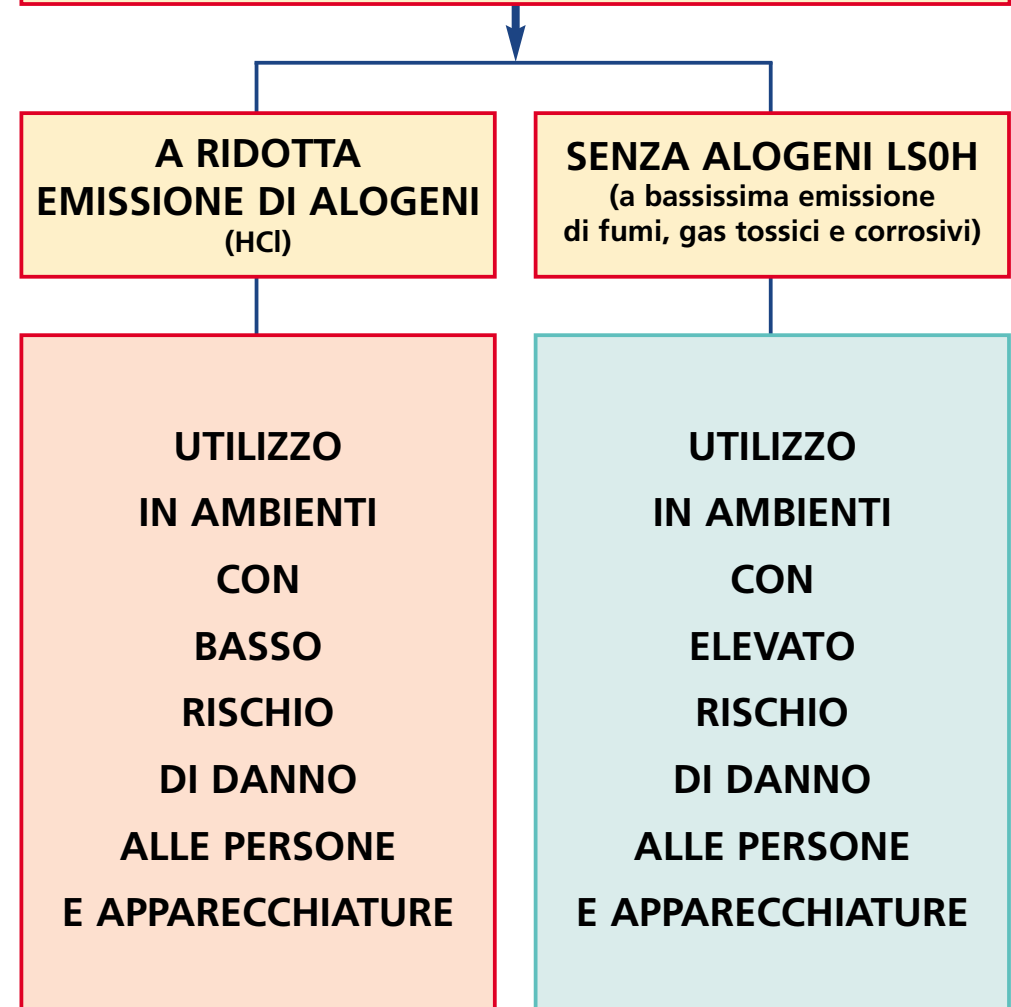 A RIDOTTA
EMISSIONE DI ALOGENI
(HCl)
SENZA ALOGENI LS0H
(a bassissima emissione
di fumi, gas tossici e corrosivi)
UTILIZZO
IN AMBIENTI
CON
BASSO
RISCHIO
DI DANNO
ALLE PERSONE
E APPARECCHIATURE
UTILIZZO
IN AMBIENTI
CON
ELEVATO
RISCHIO
DI DANNO
ALLE PERSONE
E APPARECCHIATURE